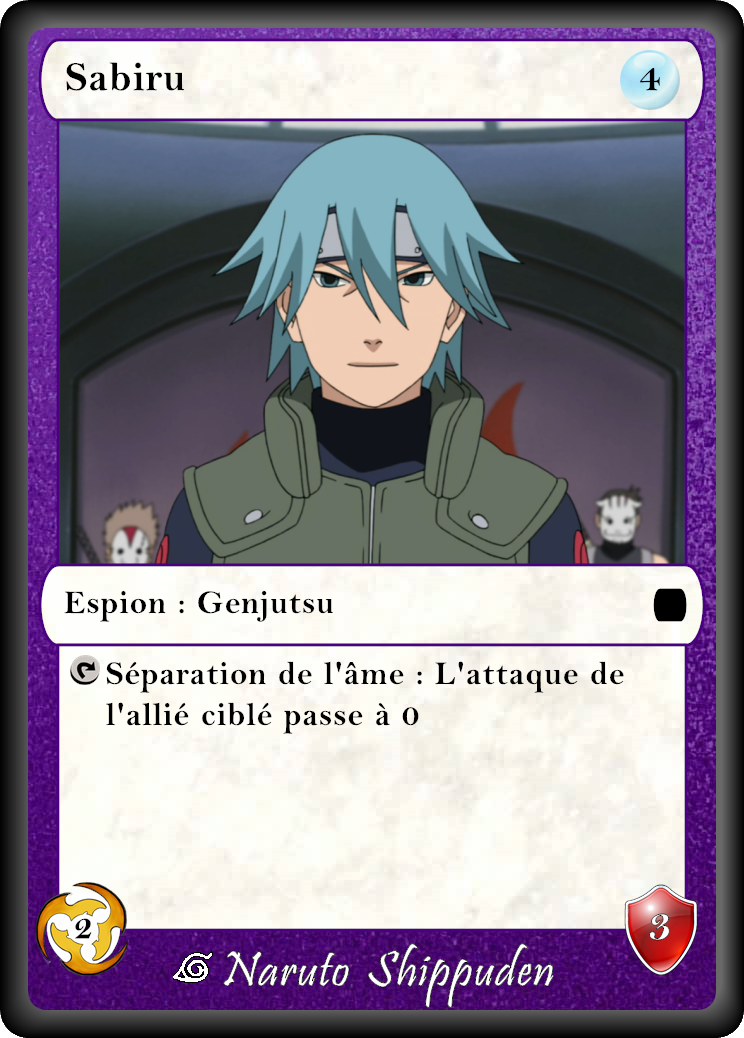 Sabiru
4
Espion : Genjutsu
Séparation de l'âme : L'attaque de
l'allié ciblé passe à 0
2
3
Naruto Shippuden